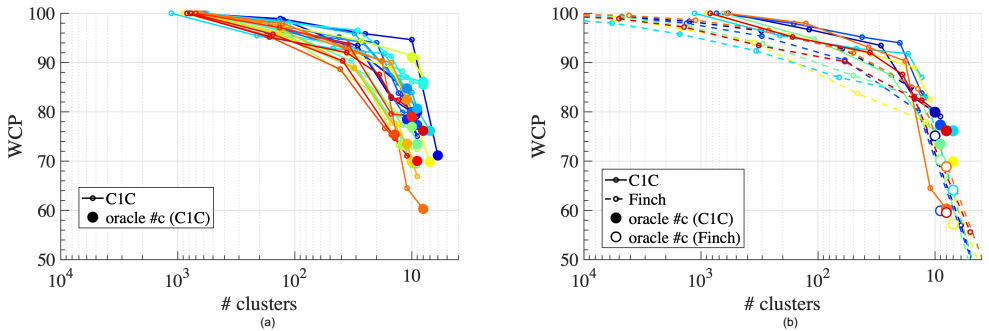 100
90
80
70
60
50
WCP
C1C
oracle #c (C1C)
10^4
10^3
10^2
10
# clusters
(a)
100
90
80
70
60
50
WCP
C1C
Finch
oracle #c (C1C)
oracle #c (Finch)
10^4
10^3
10^2
10
# clusters
(b)